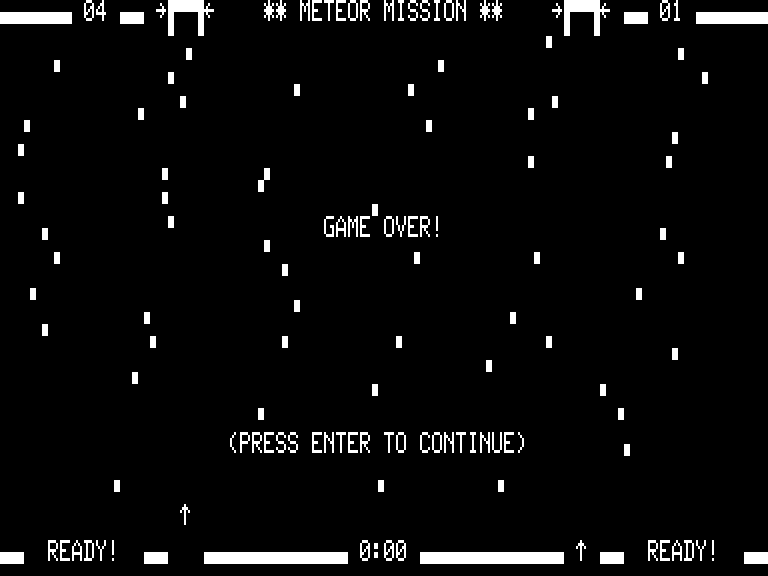 04 → ← ** METEOR MISSION ** → ← 01
GAME OVER!
(PRESS ENTER TO CONTINUE)
↑
READY! 0:00 ↑ READY!